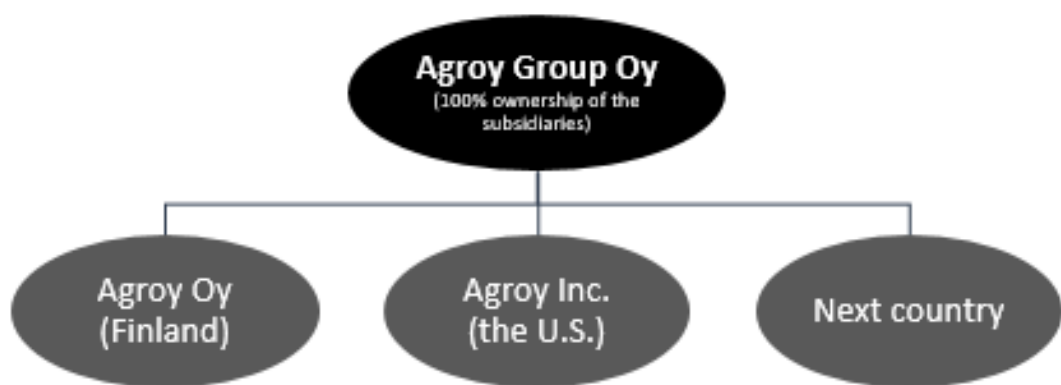 Agroy Group Oy
(100% ownership of the
subsidiaries)
Agroy Oy
(Finland)
Agroy Inc.
(the U.S.)
Next country